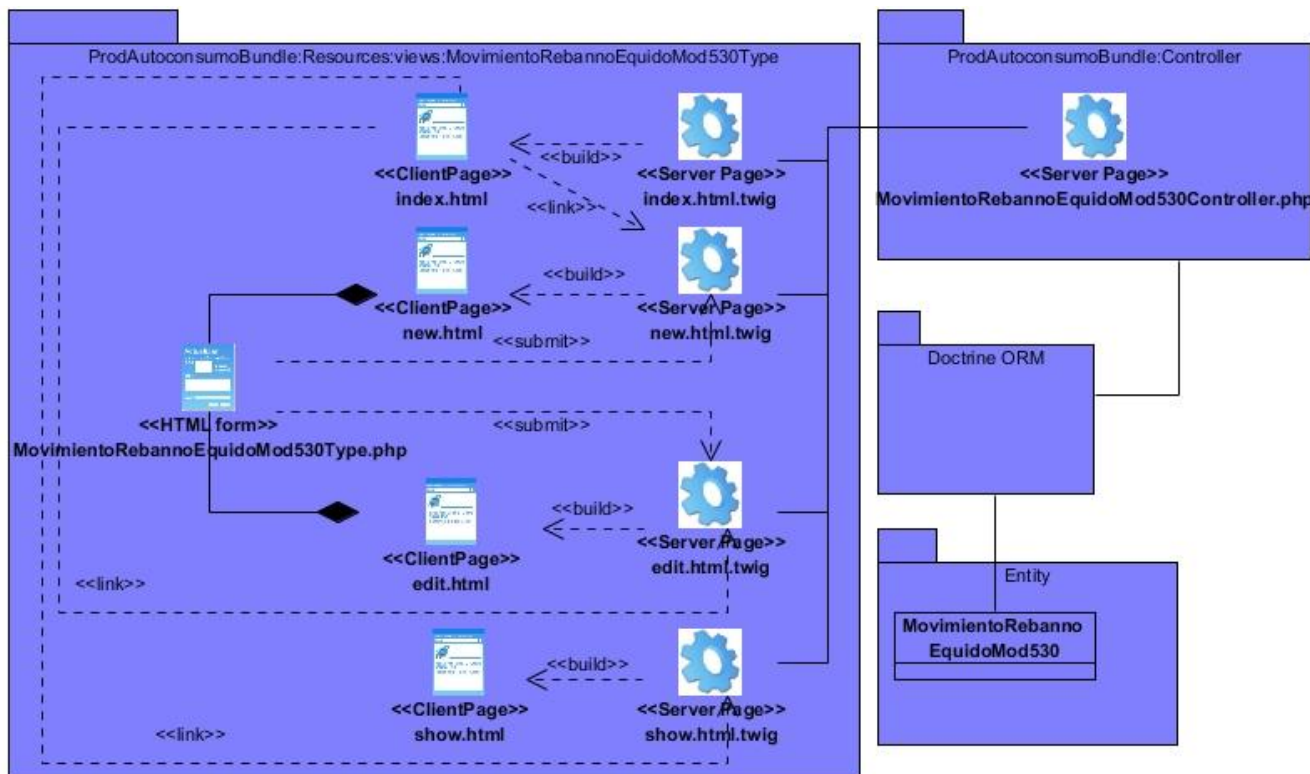 ProdAutoconsumoBundle:Resources:views:MovimientoRebannoEquidoMod530Type
<<ClientPage>>
index.html
<<build>>
<<Server Page>>
index.html.twig
<<link>>
<<ClientPage>>
new.html
<<build>>
<<Server Page>>
new.html.twig
<<submit>>
<<HTML form>>
MovimientoRebannoEquidoMod530Type.php
<<submit>>
<<ClientPage>>
edit.html
<<build>>
<<Server Page>>
edit.html.twig
<<link>>
<<ClientPage>>
show.html
<<build>>
<<Server Page>>
show.html.twig
<<link>>
ProdAutoconsumoBundle:Controller
<<Server Page>>
MovimientoRebannoEquidoMod530Controller.php
Doctrine ORM
Entity
MovimientoRebanno
EquidoMod530